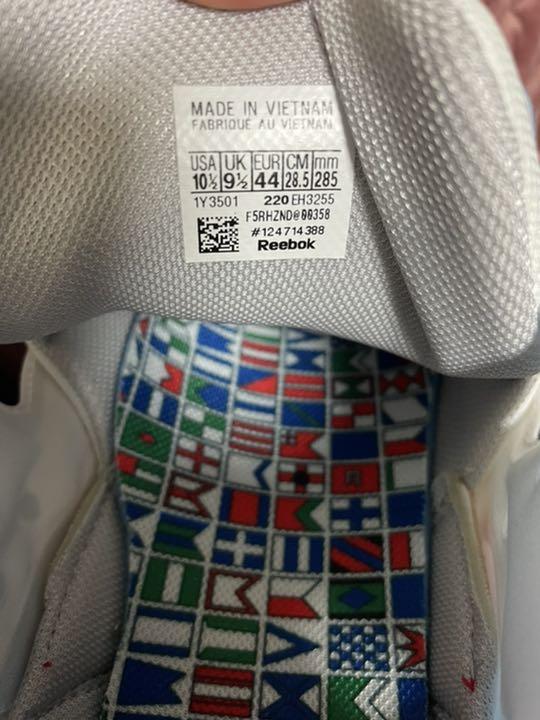 MADE IN VIETNAM
FABRIQUÉ AU VIETNAM
USA UK EUR CM mm
10½ 9½ 44 28.5 285
1Y3501 220 EH3255
F5RHZND@00358
#124714388
Reebok